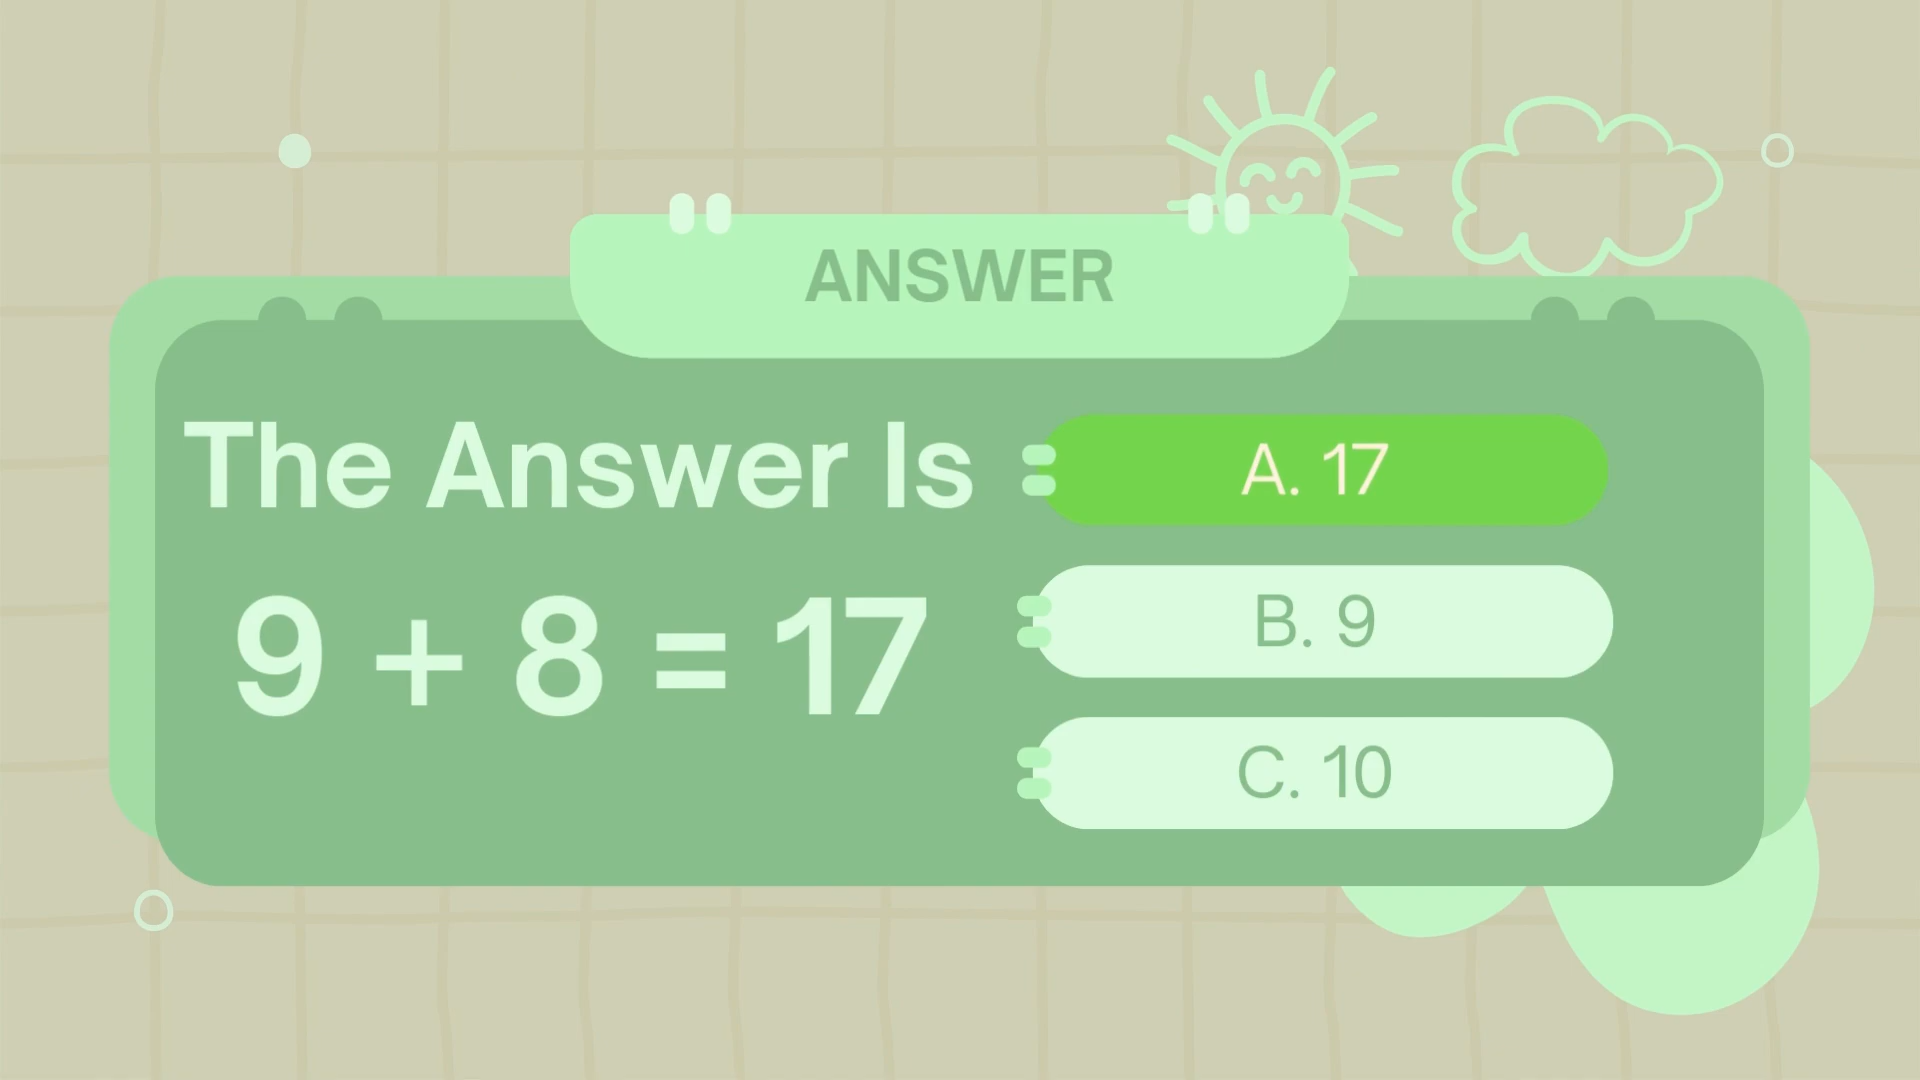 ANSWER
The Answer Is
9 + 8 = 17
A. 17
B. 9
C. 10